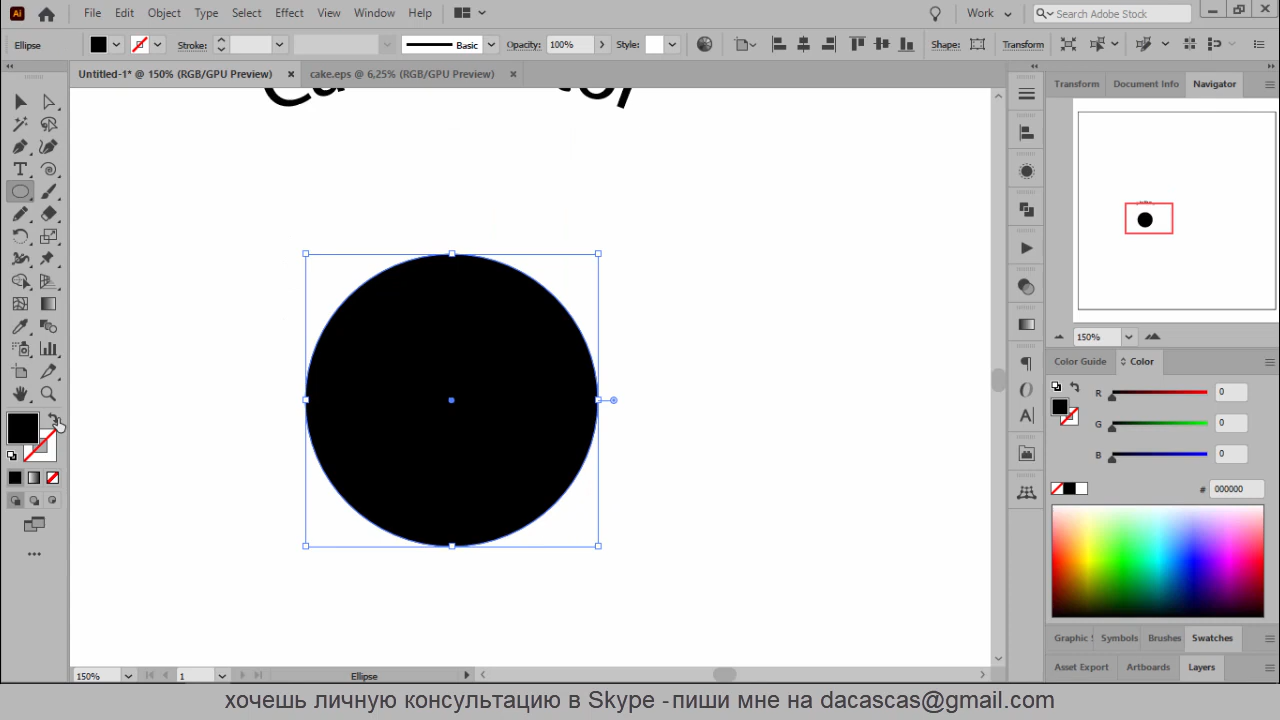 Ai File Edit Object Type Select Effect View Window Help Work Search Adobe Stock
Ellipse Stroke: Basic Opacity: 100% Style: Shape: Transform
Untitled-1* @ 150% (RGB/GPU Preview) × cake.eps @ 6,25% (RGB/GPU Preview) ×
Transform Document Info Navigator
150%
Color Guide Color
R 0
G 0
B 0
# 000000
Graphic S Symbols Brushes Swatches
Asset Export Artboards Layers
150% 1 Ellipse
хочешь личную консультацию в Skype -пиши мне на dacascas@gmail.com